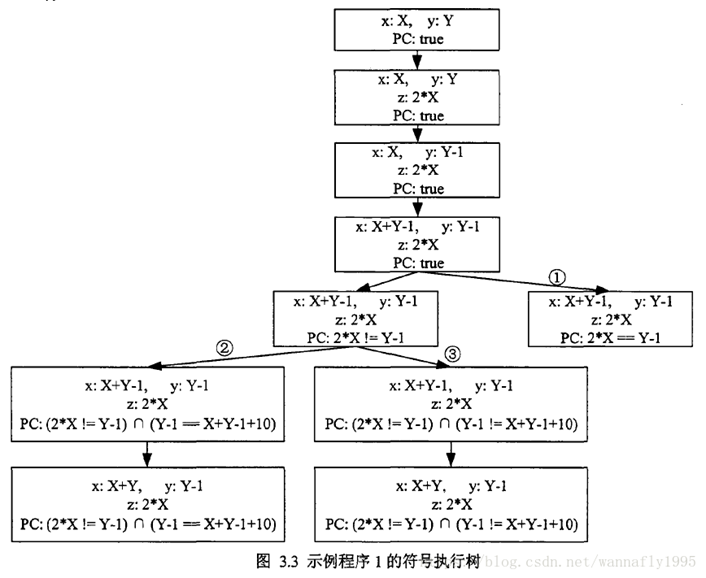 x: X, y: Y
PC: true
x: X, y: Y
z: 2*X
PC: true
x: X, y: Y-1
z: 2*X
PC: true
x: X+Y-1, y: Y-1
z: 2*X
PC: true
①
x: X+Y-1, y: Y-1
z: 2*X
PC: 2*X != Y-1
x: X+Y-1, y: Y-1
z: 2*X
PC: 2*X == Y-1
②
③
x: X+Y-1, y: Y-1
z: 2*X
PC: (2*X != Y-1) ∩ (Y-1 == X+Y-1+10)
x: X+Y-1, y: Y-1
z: 2*X
PC: (2*X != Y-1) ∩ (Y-1 != X+Y-1+10)
x: X+Y, y: Y-1
z: 2*X
PC: (2*X != Y-1) ∩ (Y-1 == X+Y-1+10)
x: X+Y, y: Y-1
z: 2*X
PC: (2*X != Y-1) ∩ (Y-1 != X+Y-1+10)
图 3.3 示例程序 1 的符号执行树
blog.csdn.net/wannafly1995